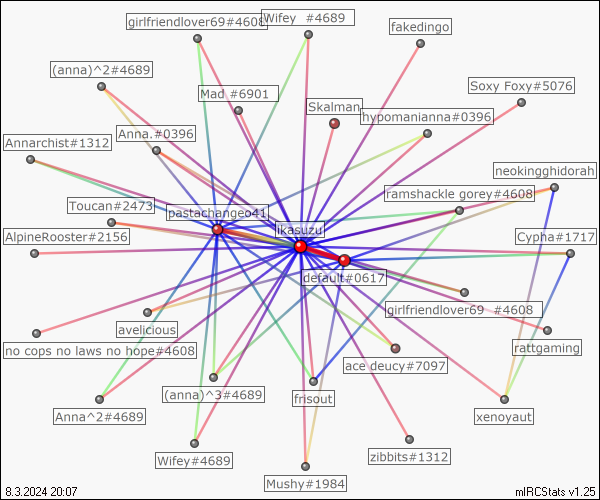 girlfriendlover69#4608
Wifey #4689
fakedingo
(anna)^2#4689
Mad #6901
Soxy Foxy#5076
Skalman
hypomanianna#0396
Anna.#0396
Annarchist#1312
neokingghidorah
ramshackle gorey#4608
Toucan#2473
pastachangeo41
ikasuzu
AlpineRooster#2156
Cypha#1717
default#0617
girlfriendlover69 #4608
avelicious
no cops no laws no hope#4608
rattgaming
ace deucy#7097
(anna)^3#4689
frisout
Anna^2#4689
xenoyaut
Wifey#4689
zibbits#1312
Mushy#1984
8.3.2024 20:07
mIRCStats v1.25